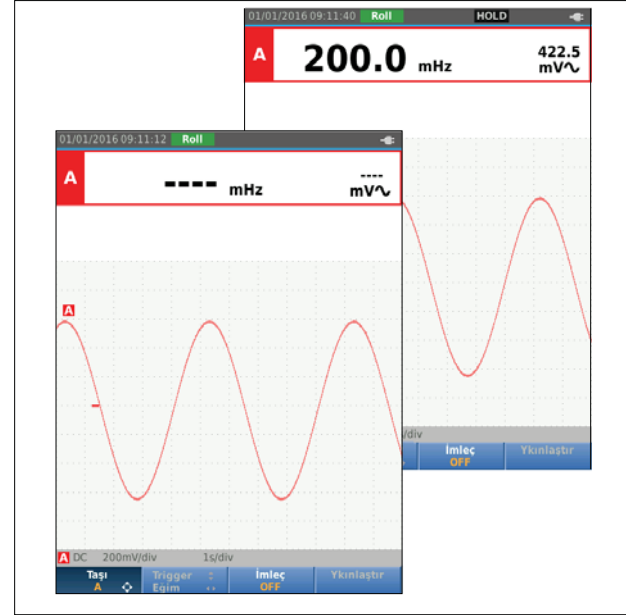 01/01/2016 09:11:40 Roll HOLD
A 200.0 mHz 422.5 mV∿
/div
İmleç Ykınlaştır
OFF
01/01/2016 09:11:12 Roll
A ---- mHz ---- mV∿
A
A DC 200mV/div 1s/div
Taşı Trigger İmleç Ykınlaştır
A Eğim OFF